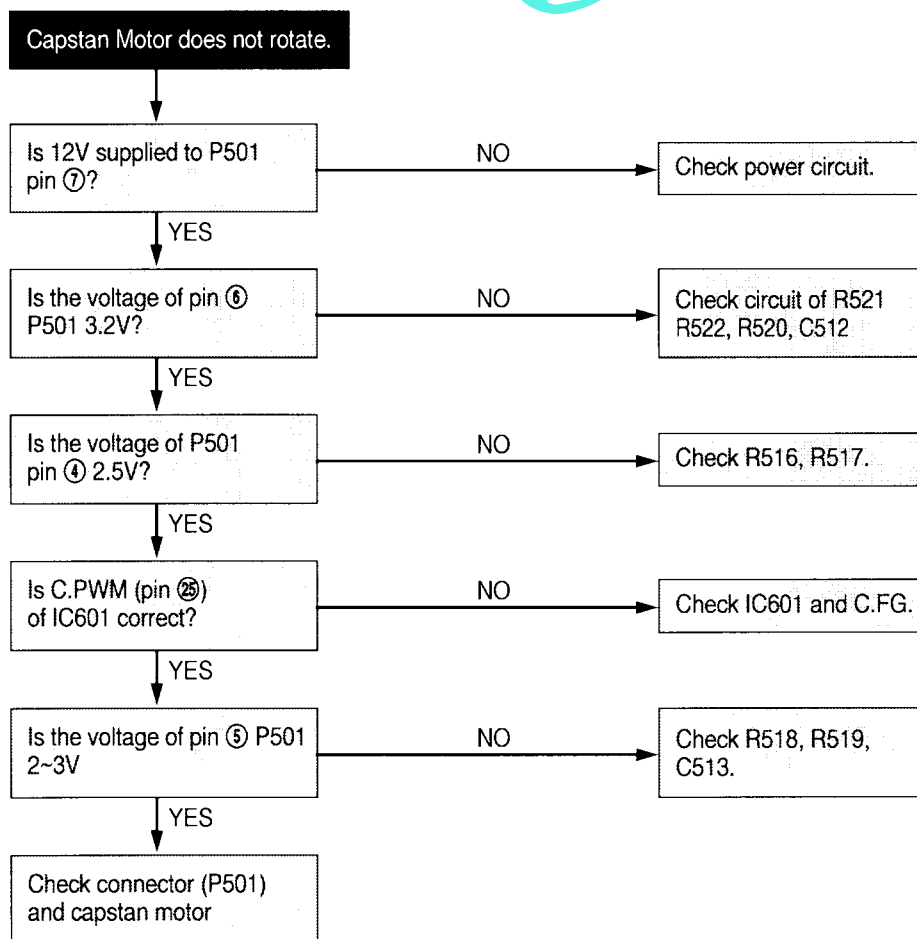 Capstan Motor does not rotate.
Is 12V supplied to P501
pin ⑦?
NO
Check power circuit.
YES
Is the voltage of pin ⑥
P501 3.2V?
NO
Check circuit of R521
R522, R520, C512
YES
Is the voltage of P501
pin ④ 2.5V?
NO
Check R516, R517.
YES
Is C.PWM (pin ㉕)
of IC601 correct?
NO
Check IC601 and C.FG.
YES
Is the voltage of pin ⑤ P501
2~3V
NO
Check R518, R519,
C513.
YES
Check connector (P501)
and capstan motor